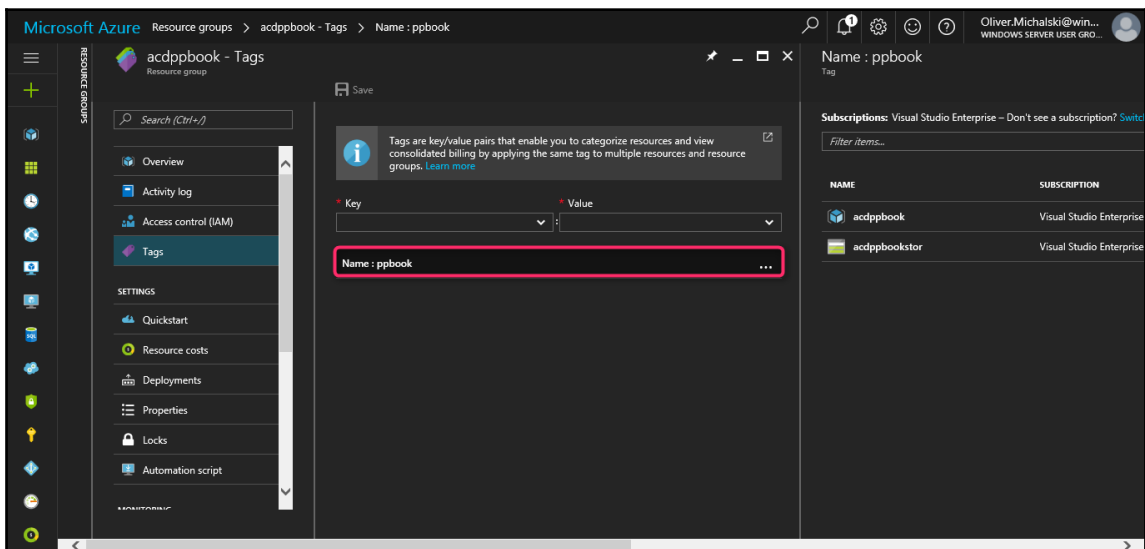 Microsoft Azure Resource groups > acdppbook - Tags > Name : ppbook
1
Oliver.Michalski@win...
WINDOWS SERVER USER GRO...
RESOURCE GROUPS
acdppbook - Tags
Resource group
Search (Ctrl+/)
Overview
Activity log
Access control (IAM)
Tags
SETTINGS
Quickstart
Resource costs
Deployments
Properties
Locks
Automation script
MONITORING
Save
Tags are key/value pairs that enable you to categorize resources and view
consolidated billing by applying the same tag to multiple resources and resource
groups. Learn more
* Key
* Value
:
Name : ppbook
...
Name : ppbook
Tag
Subscriptions: Visual Studio Enterprise – Don't see a subscription? Switc
Filter items...
NAME SUBSCRIPTION
acdppbook Visual Studio Enterprise
acdppbookstor Visual Studio Enterprise
SQL